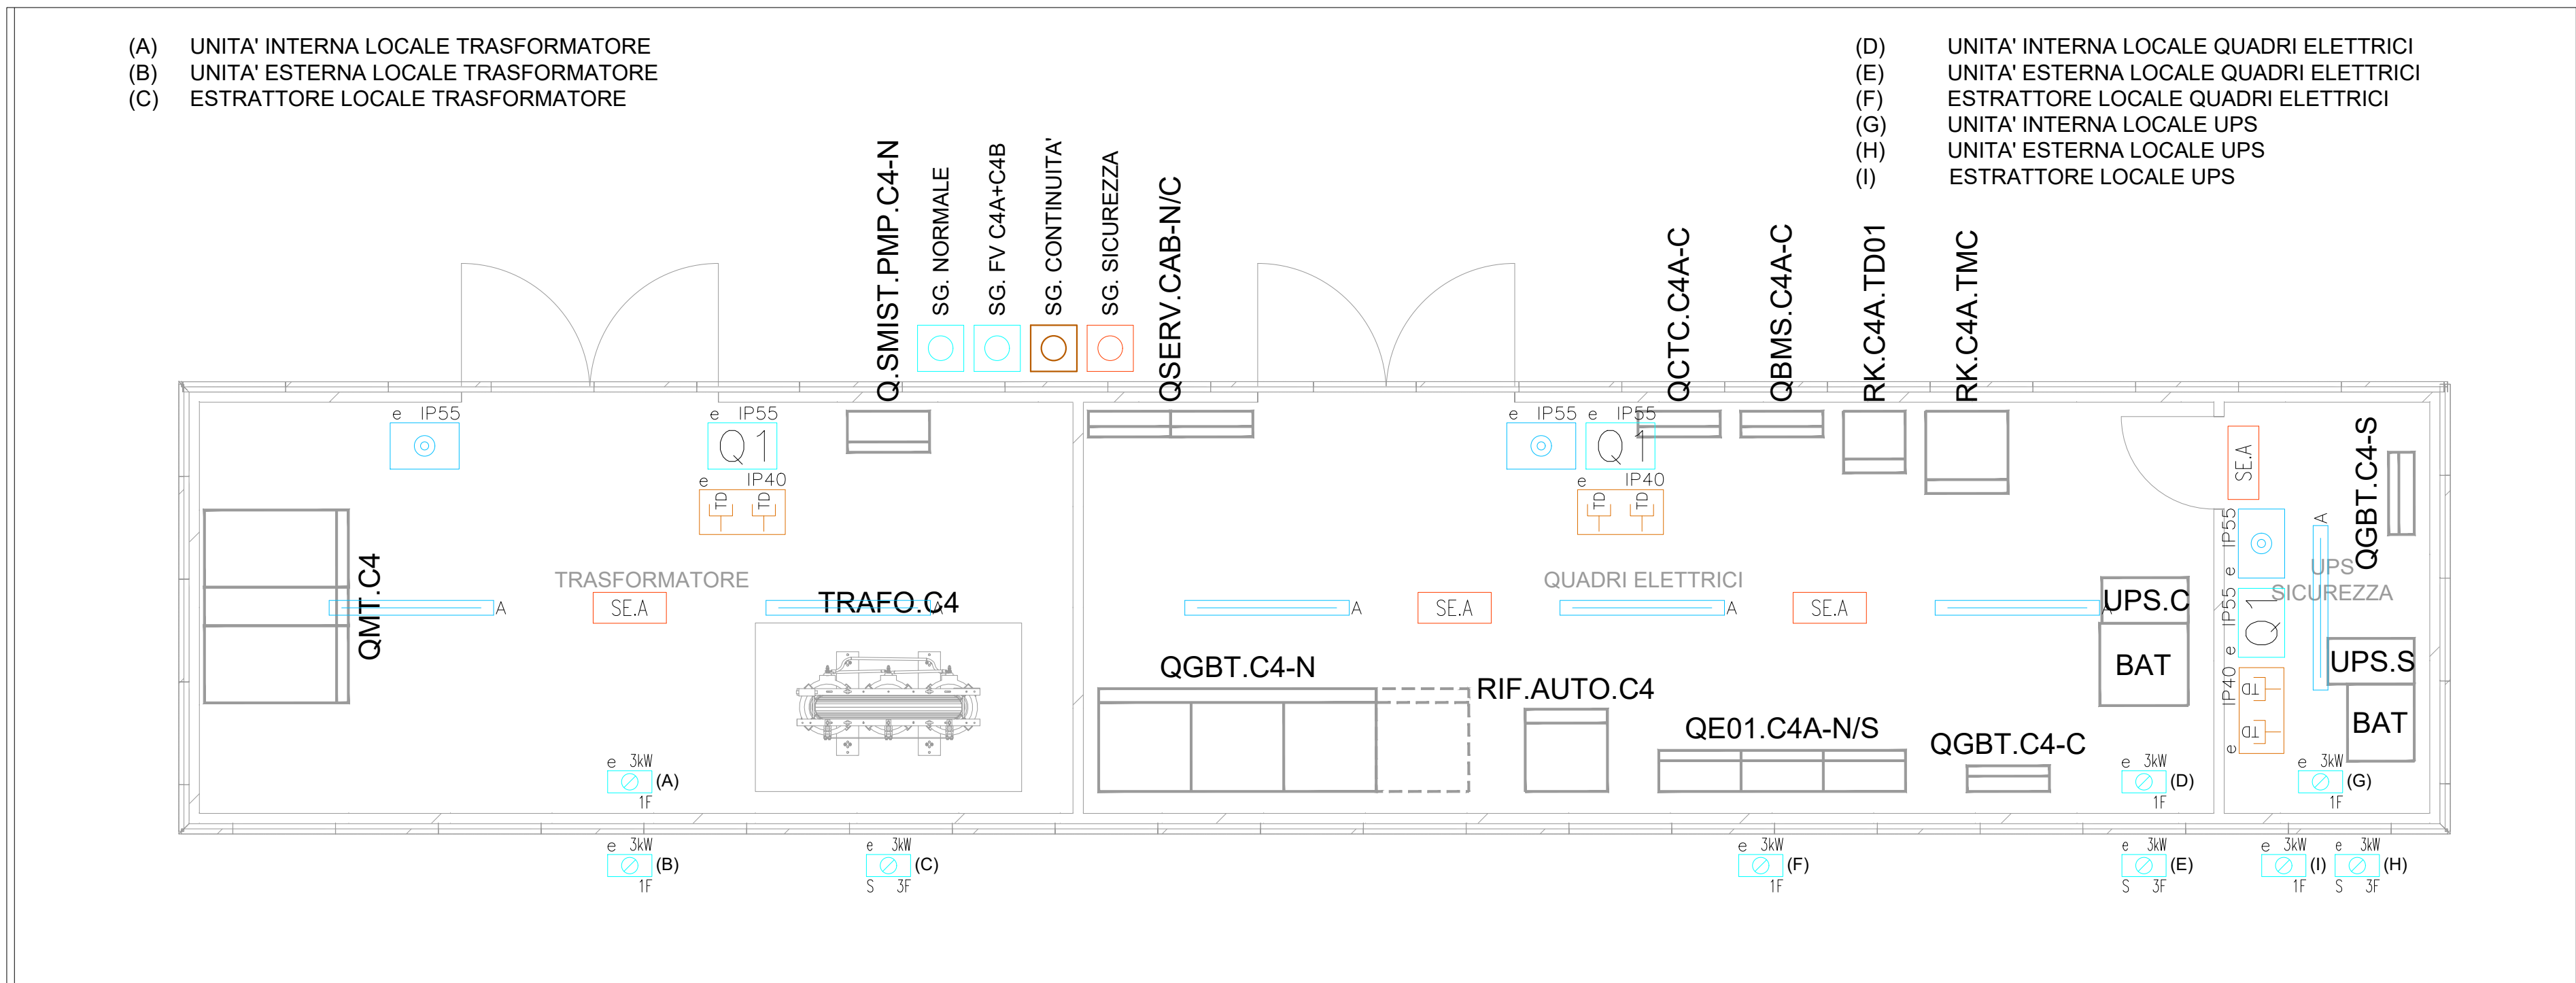 (A) UNITA' INTERNA LOCALE TRASFORMATORE
(B) UNITA' ESTERNA LOCALE TRASFORMATORE
(C) ESTRATTORE LOCALE TRASFORMATORE
(D) UNITA' INTERNA LOCALE QUADRI ELETTRICI
(E) UNITA' ESTERNA LOCALE QUADRI ELETTRICI
(F) ESTRATTORE LOCALE QUADRI ELETTRICI
(G) UNITA' INTERNA LOCALE UPS
(H) UNITA' ESTERNA LOCALE UPS
(I) ESTRATTORE LOCALE UPS
Q.SMIST.PMP.C4-N
SG. NORMALE
SG. FV C4A+C4B
SG. CONTINUITA'
SG. SICUREZZA
QSERV.CAB-N/C
QCTC.C4A-C
QBMS.C4A-C
RK.C4A.TD01
RK.C4A.TMC
e IP55
e IP55
Q1
e IP40
TD TD
e IP55
e IP55
Q1
e IP40
TD TD
SE.A
QGBT.C4-S
e IP55
A
e IP55
Q1
e IP40
TD TD
QMT.C4
TRASFORMATORE
A
SE.A
TRAFO.C4
A
QUADRI ELETTRICI
A
SE.A
A
SE.A
A
UPS.C
BAT
UPS
SICUREZZA
UPS.S
BAT
QGBT.C4-N
RIF.AUTO.C4
QE01.C4A-N/S
QGBT.C4-C
e 3kW
(A)
1F
e 3kW
(D)
1F
e 3kW
(G)
1F
e 3kW
(B)
1F
e 3kW
(C)
S 3F
e 3kW
(F)
1F
e 3kW
(E)
S 3F
e 3kW
(I)
1F
e 3kW
(H)
S 3F